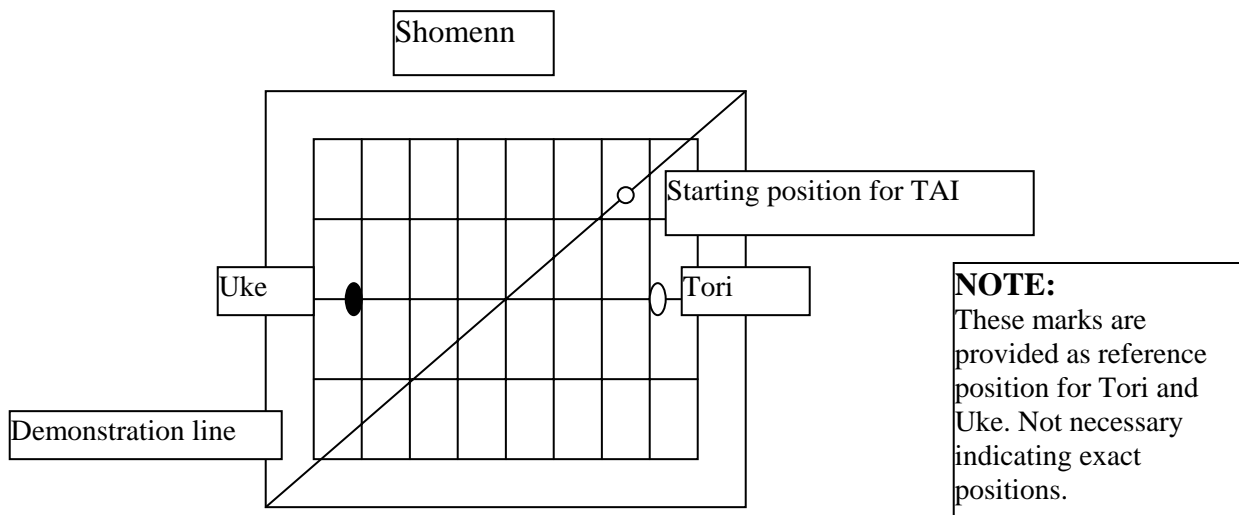 Shomenn
Starting position for TAI
Uke
Tori
Demonstration line
NOTE:
These marks are
provided as reference
position for Tori and
Uke. Not necessary
indicating exact
positions.